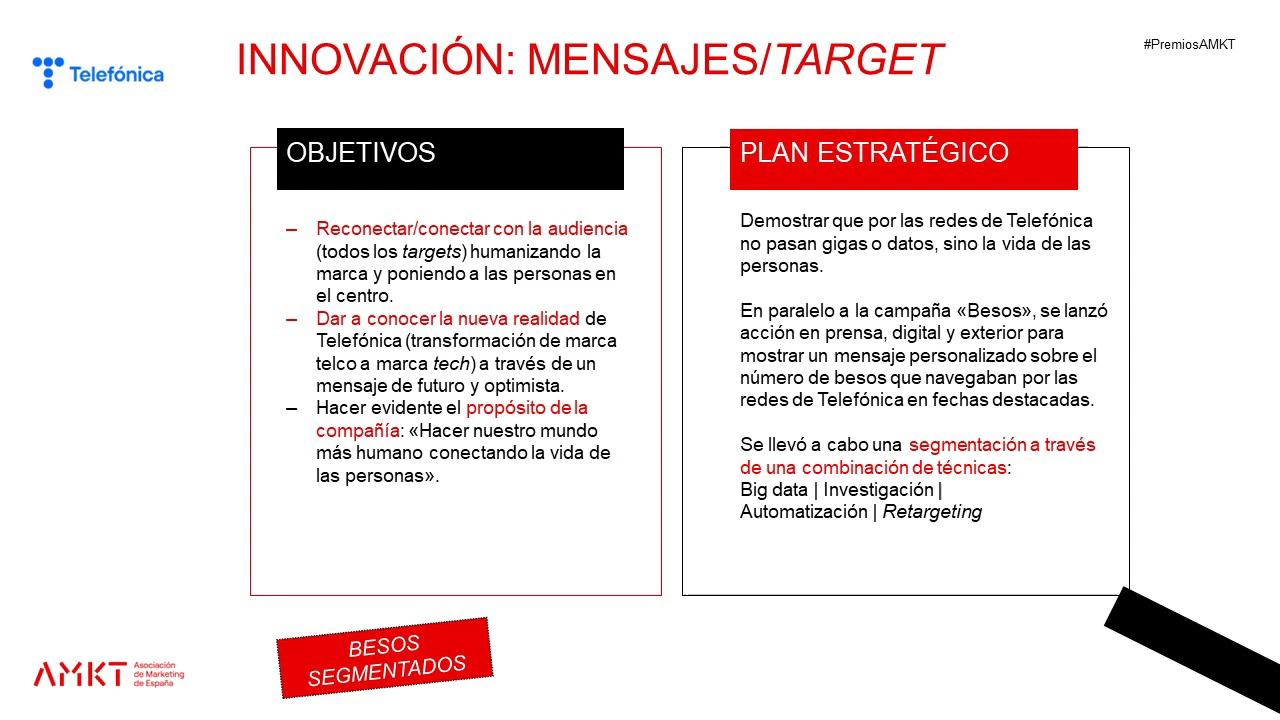 Telefónica
INNOVACIÓN: MENSAJES/TARGET
#PremiosAMKT
OBJETIVOS
– Reconectar/conectar con la audiencia
(todos los targets) humanizando la
marca y poniendo a las personas en
el centro.
– Dar a conocer la nueva realidad de
Telefónica (transformación de marca
telco a marca tech) a través de un
mensaje de futuro y optimista.
– Hacer evidente el propósito de la
compañía: «Hacer nuestro mundo
más humano conectando la vida de
las personas».
PLAN ESTRATÉGICO
Demostrar que por las redes de Telefónica
no pasan gigas o datos, sino la vida de las
personas.
En paralelo a la campaña «Besos», se lanzó
acción en prensa, digital y exterior para
mostrar un mensaje personalizado sobre el
número de besos que navegaban por las
redes de Telefónica en fechas destacadas.
Se llevó a cabo una segmentación a través
de una combinación de técnicas:
Big data | Investigación |
Automatización | Retargeting
BESOS
SEGMENTADOS
AMKT
Asociación
de Marketing
de España